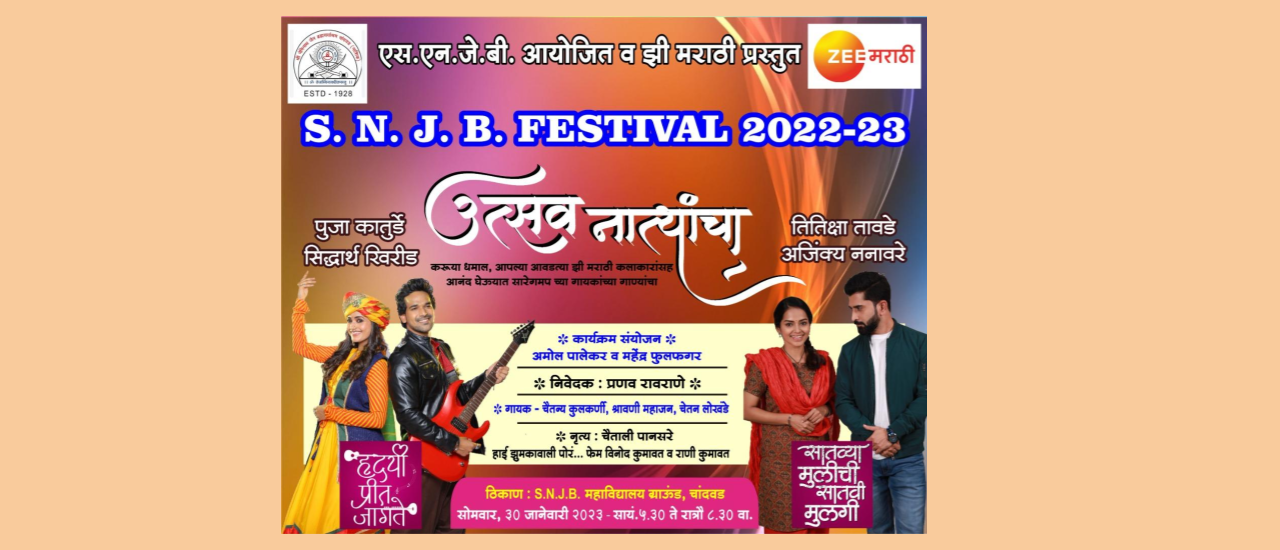 एस.एन.जे.बी. आयोजित व झी मराठी प्रस्तुत
ESTD - 1928
ZEE मराठी
S. N. J. B. FESTIVAL 2022-23
उत्सव नात्यांचा
पुजा कातुर्डे
सिद्धार्थ खिरीड
तितिक्षा तावडे
अजिंक्य ननावरे
करूया धमाल, आपल्या आवडत्या झी मराठी कलाकारांसह
आनंद घेऊयात सारेगमप च्या गायकांच्या गाण्यांचा
❇ कार्यक्रम संयोजन ❇
अमोल पालेकर व महेंद्र फुलफगर
❇ निवेदक : प्रणव रावराणे ❇
❇ गायक - चैतन्य कुलकर्णी, श्रावणी महाजन, चेतन लोखडे
❇ नृत्य : चैताली पानसरे
हाई झुमकावाली पोरं... फेम विनोद कुमावत व राणी कुमावत
हृदयी
प्रीत
जागते
सातव्या
मुलीची
सातवी
मुलगी
ठिकाण : S.N.J.B. महाविद्यालय ग्राऊंड, चांदवड
सोमवार, ३० जानेवारी २०२३ - सायं.५.३० ते रात्रौ ८.३० वा.